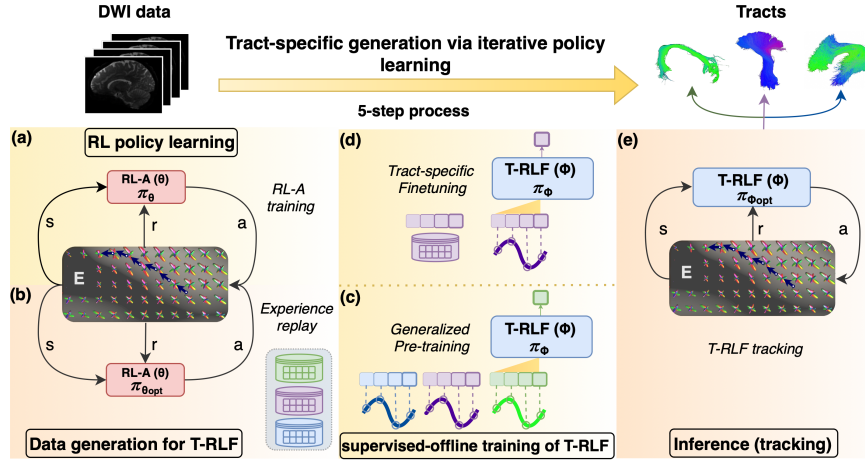 DWI data
Tracts
Tract-specific generation via iterative policy
learning
5-step process
(a)
RL policy learning
RL-A (θ)
πθ
RL-A
training
s
r
a
E
(b)
Experience
replay
s
r
a
RL-A (θ)
πθopt
Data generation for T-RLF
(d)
Tract-specific
Finetuning
T-RLF (Φ)
πΦ
(c)
Generalized
Pre-training
T-RLF (Φ)
πΦ
supervised-offline training of T-RLF
(e)
T-RLF (Φ)
πΦopt
s
r
a
E
T-RLF tracking
Inference (tracking)